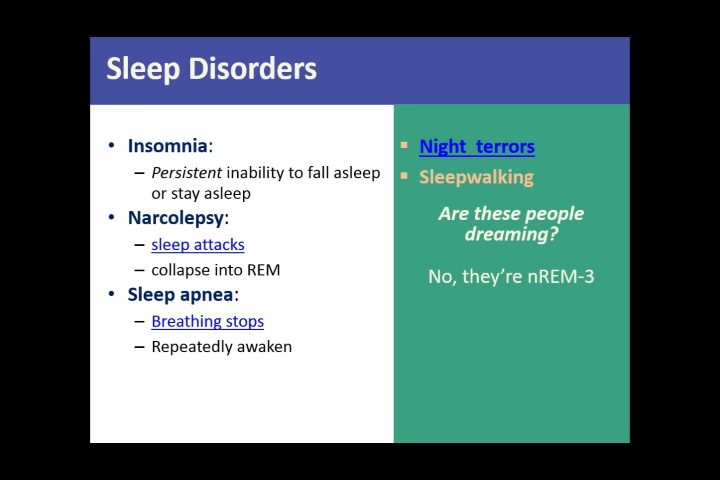 Sleep Disorders
• Insomnia:
– Persistent inability to fall asleep
or stay asleep
• Narcolepsy:
– sleep attacks
– collapse into REM
• Sleep apnea:
– Breathing stops
– Repeatedly awaken
▪ Night terrors
▪ Sleepwalking
Are these people
dreaming?
No, they’re nREM-3